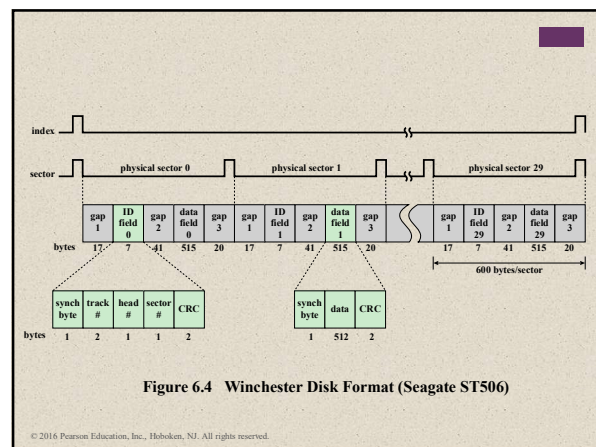 index
sector
physical sector 0 physical sector 1 physical sector 29
gap 1 ID field 0 gap 2 data field 0 gap 3 gap 1 ID field 1 gap 2 data field 1 gap 3 gap 1 ID field 29 gap 2 data field 29 gap 3
bytes 17 7 41 515 20 17 7 41 515 20 17 7 41 515 20
600 bytes/sector
synch byte track # head # sector # CRC synch byte data CRC
bytes 1 2 1 1 2 1 512 2
Figure 6.4 Winchester Disk Format (Seagate ST506)
© 2016 Pearson Education, Inc., Hoboken, NJ. All rights reserved.